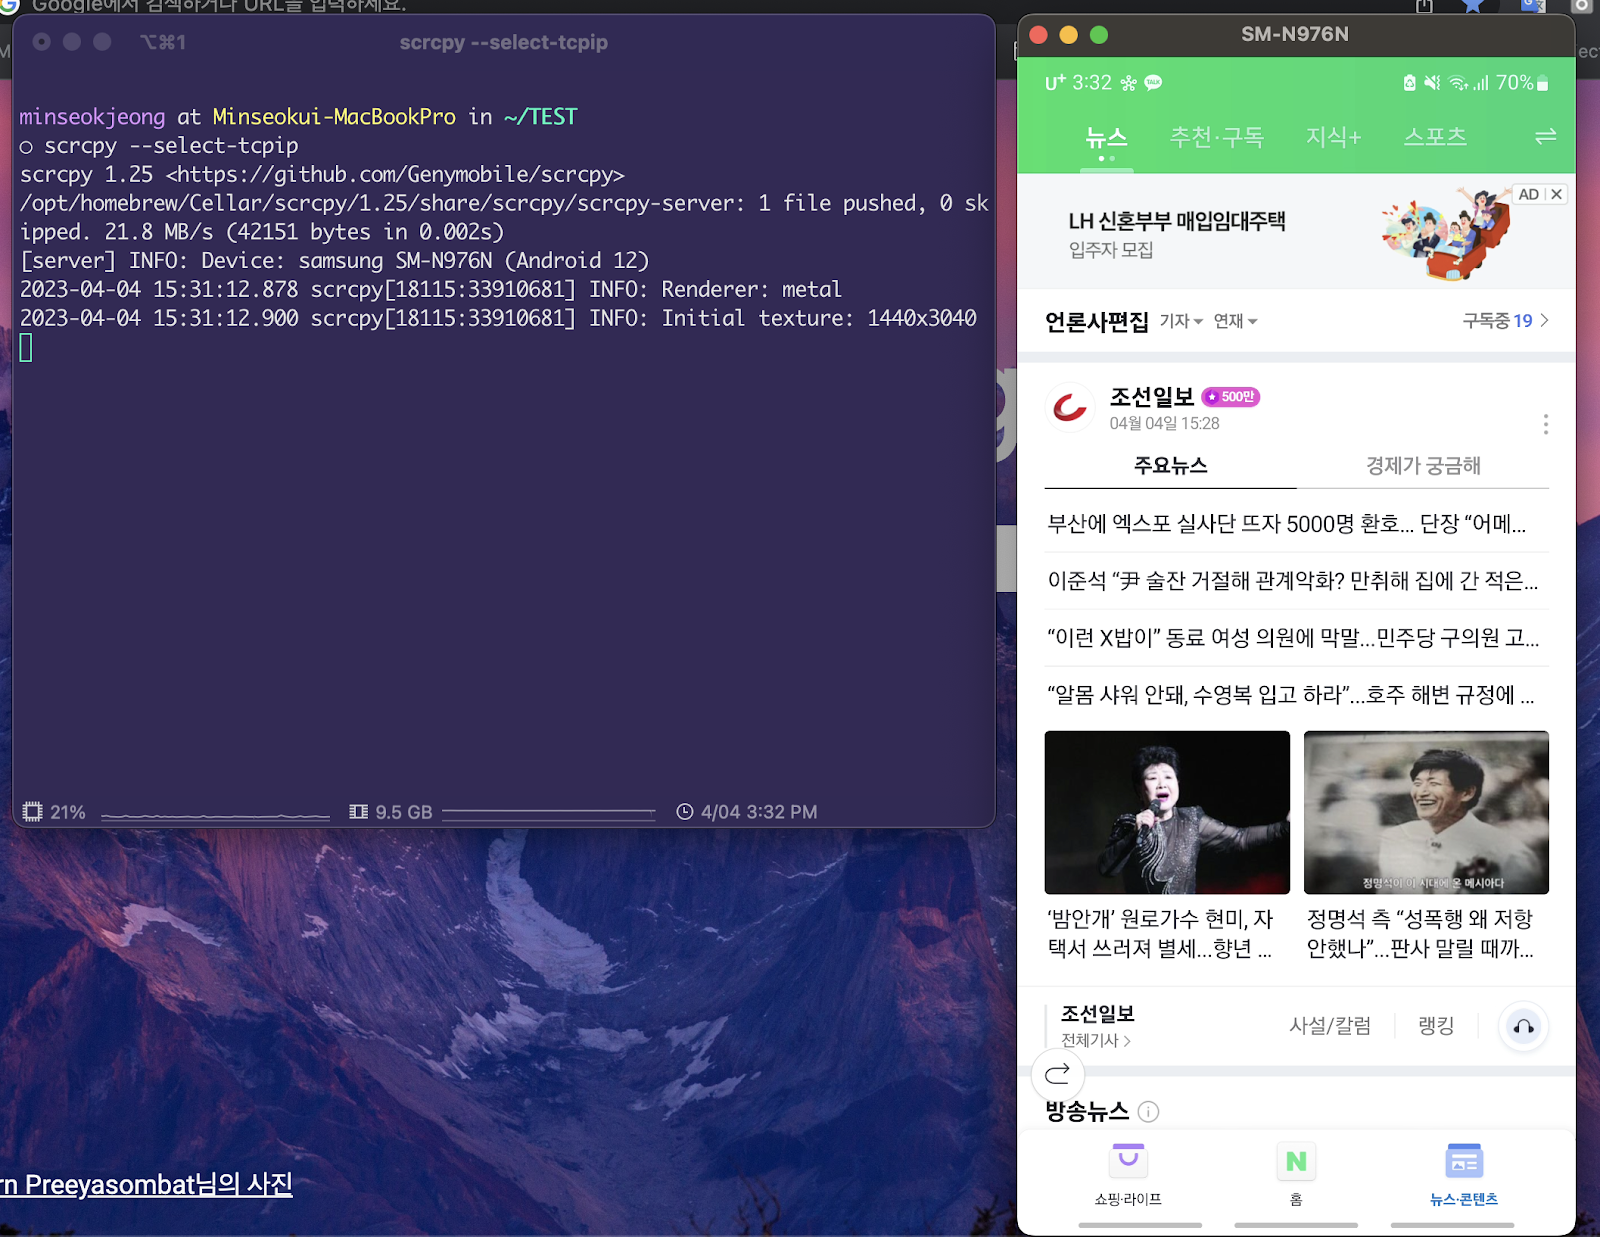 Google에서 검색하거나 URL을 입력하세요.
⌥⌘1
scrcpy --select-tcpip
minseokjeong at Minseokui-MacBookPro in ~/TEST
○ scrcpy --select-tcpip
scrcpy 1.25 <https://github.com/Genymobile/scrcpy>
/opt/homebrew/Cellar/scrcpy/1.25/share/scrcpy/scrcpy-server: 1 file pushed, 0 sk
ipped. 21.8 MB/s (42151 bytes in 0.002s)
[server] INFO: Device: samsung SM-N976N (Android 12)
2023-04-04 15:31:12.878 scrcpy[18115:33910681] INFO: Renderer: metal
2023-04-04 15:31:12.900 scrcpy[18115:33910681] INFO: Initial texture: 1440x3040
21%
9.5 GB
4/04 3:32 PM
rn Preeyasombat님의 사진
SM-N976N
U+ 3:32 TALK 70%
뉴스 추천·구독 지식+ 스포츠
AD
LH 신혼부부 매입임대주택
입주자 모집
언론사편집 기자 연재 구독중 19
조선일보 500만
04월 04일 15:28
주요뉴스 경제가 궁금해
부산에 엑스포 실사단 뜨자 5000명 환호... 단장 “어메...
이준석 “尹 술잔 거절해 관계악화? 만취해 집에 간 적은...
“이런 X밥이” 동료 여성 의원에 막말...민주당 구의원 고...
“알몸 샤워 안돼, 수영복 입고 하라”...호주 해변 규정에 ...
정명석이 이 시대에 온 메시아다
‘밤안개’ 원로가수 현미, 자
택서 쓰러져 별세...향년 ...
정명석 측 “성폭행 왜 저항
안했나”...판사 말릴 때까...
조선일보
전체기사
사설/칼럼 랭킹
방송뉴스
쇼핑·라이프
N
홈
뉴스·콘텐츠